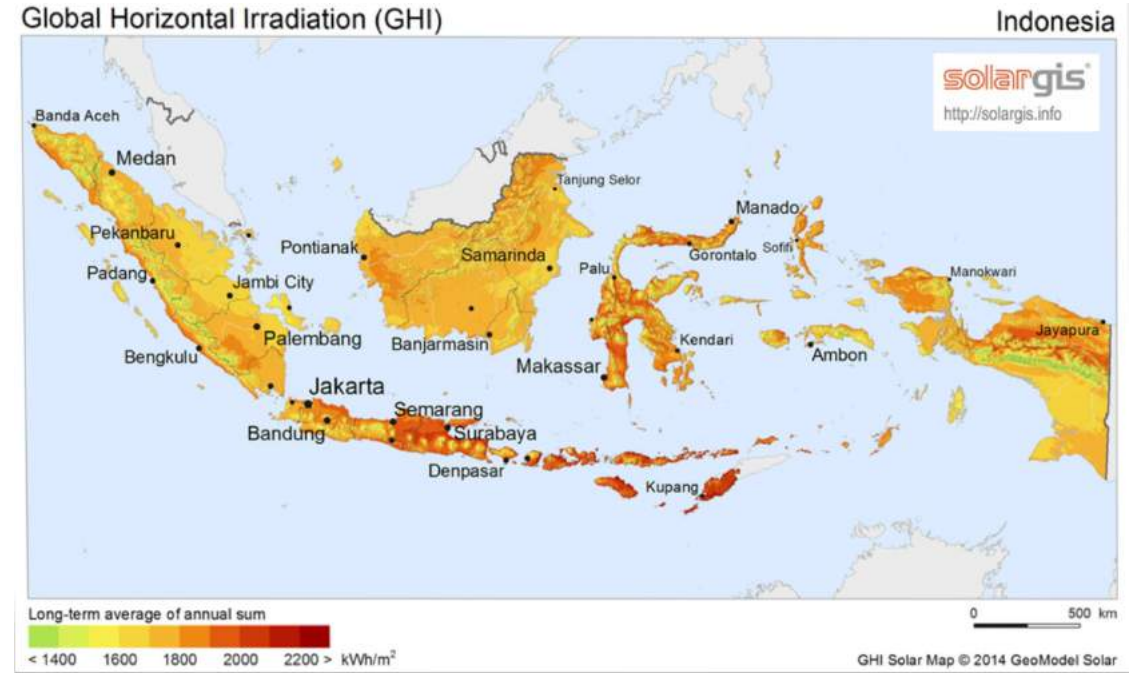 Global Horizontal Irradiation (GHI)
Indonesia
solargis
http://solargis.info
Banda Aceh
Medan
Tanjung Selor
Pekanbaru
Pontianak
Samarinda
Manado
Sofifi
Gorontalo
Padang
Jambi City
Palu
Manokwari
Palembang
Banjarmasin
Kendari
Jayapura
Bengkulu
Makassar
Ambon
Jakarta
Semarang
Bandung
Surabaya
Denpasar
Kupang
Long-term average of annual sum
< 1400 1600 1800 2000 2200 > kWh/m²
0 500 km
GHI Solar Map © 2014 GeoModel Solar